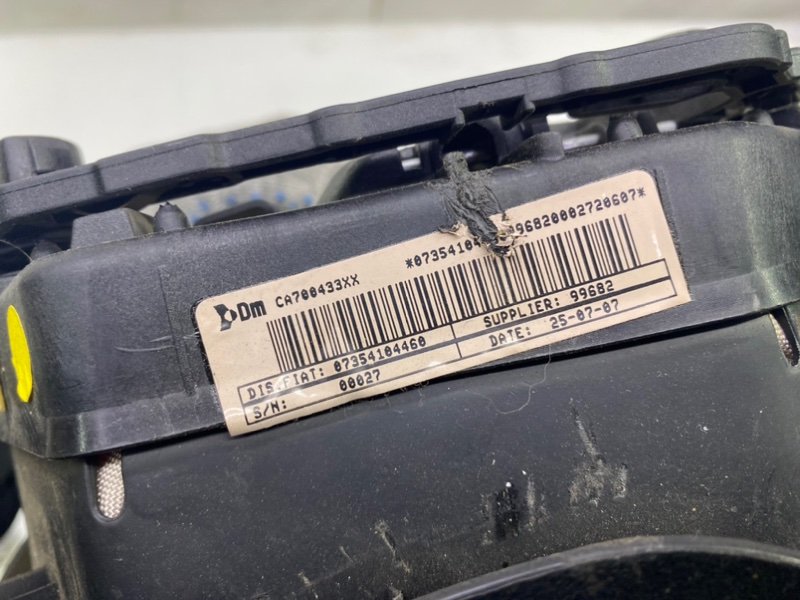 Dm CA700433XX *07354104 96820002720607*
DIS.FIAT: 07354104460 SUPPLIER: 99682
S/N: 00027 DATE: 25-07-07